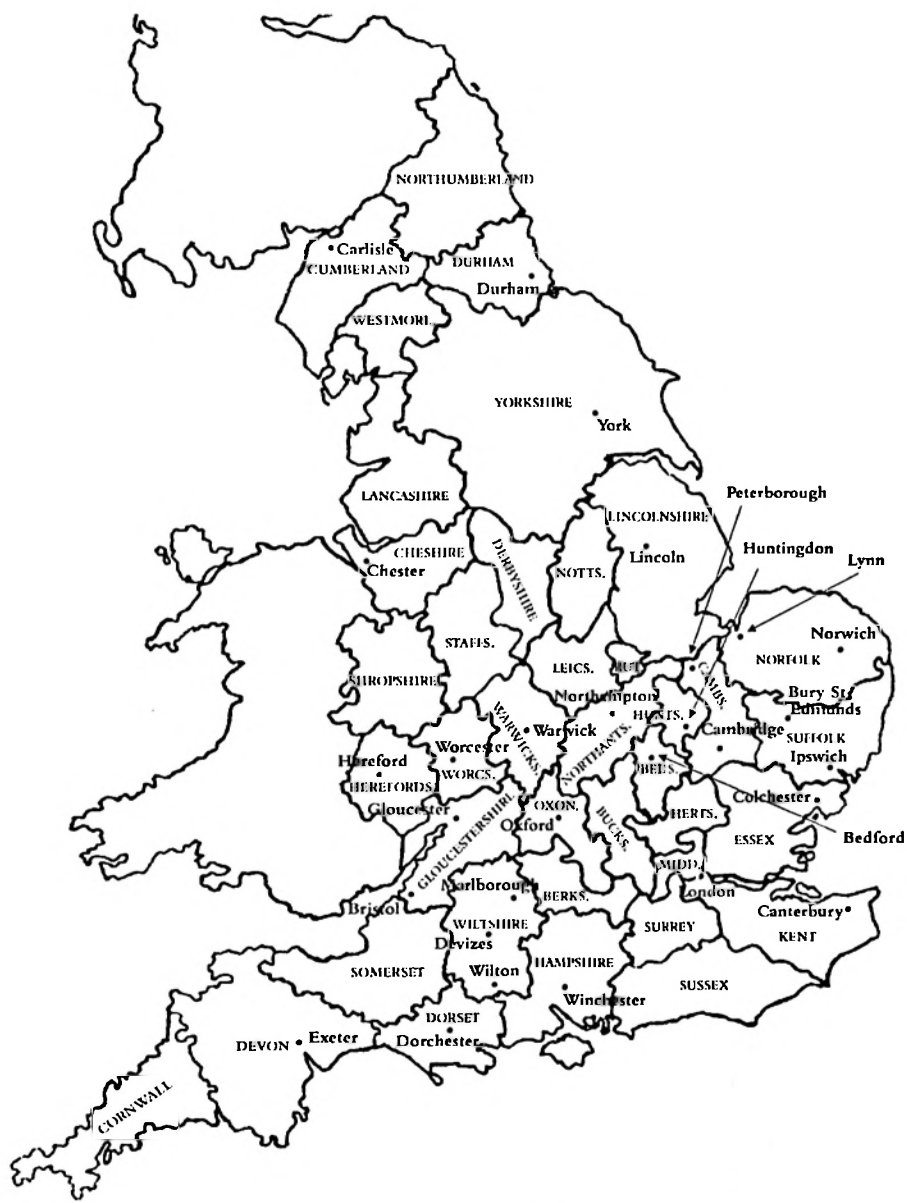 NORTHUMBERLAND
Carlisle
CUMBERLAND
DURHAM
Durham
WESTMORL.
YORKSHIRE
York
LANCASHIRE
Peterborough
LINCOLNSHIRE
Lincoln
Huntingdon
Lynn
CHESHIRE
Chester
DERBYSHIRE
NOTTS.
Norwich
NORFOLK
STAFFS.
LEICS.
RUT.
SHROPSHIRE
CAMBS.
Northampton
HUNTS.
Bury St.
Edmunds
SUFFOLK
Ipswich
WARWICKS.
Warwick
NORTHANTS.
Cambridge
Worcester
WORCS.
Hereford
HEREFORDS.
BEDS.
Gloucester
GLOUCESTERSHIRE
OXON.
Oxford
BUCKS.
HERTS.
Colchester
ESSEX
Bedford
MIDD.
London
Marlborough
BERKS.
Bristol
WILTSHIRE
Devizes
Wilton
SURREY
Canterbury
KENT
SOMERSET
HAMPSHIRE
Winchester
SUSSEX
DORSET
Dorchester
DEVON
Exeter
CORNWALL